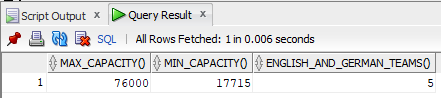 Script Output x Query Result x
SQL | All Rows Fetched: 1 in 0.006 seconds
MAX_CAPACITY() MIN_CAPACITY() ENGLISH_AND_GERMAN_TEAMS()
1 76000 17715 5